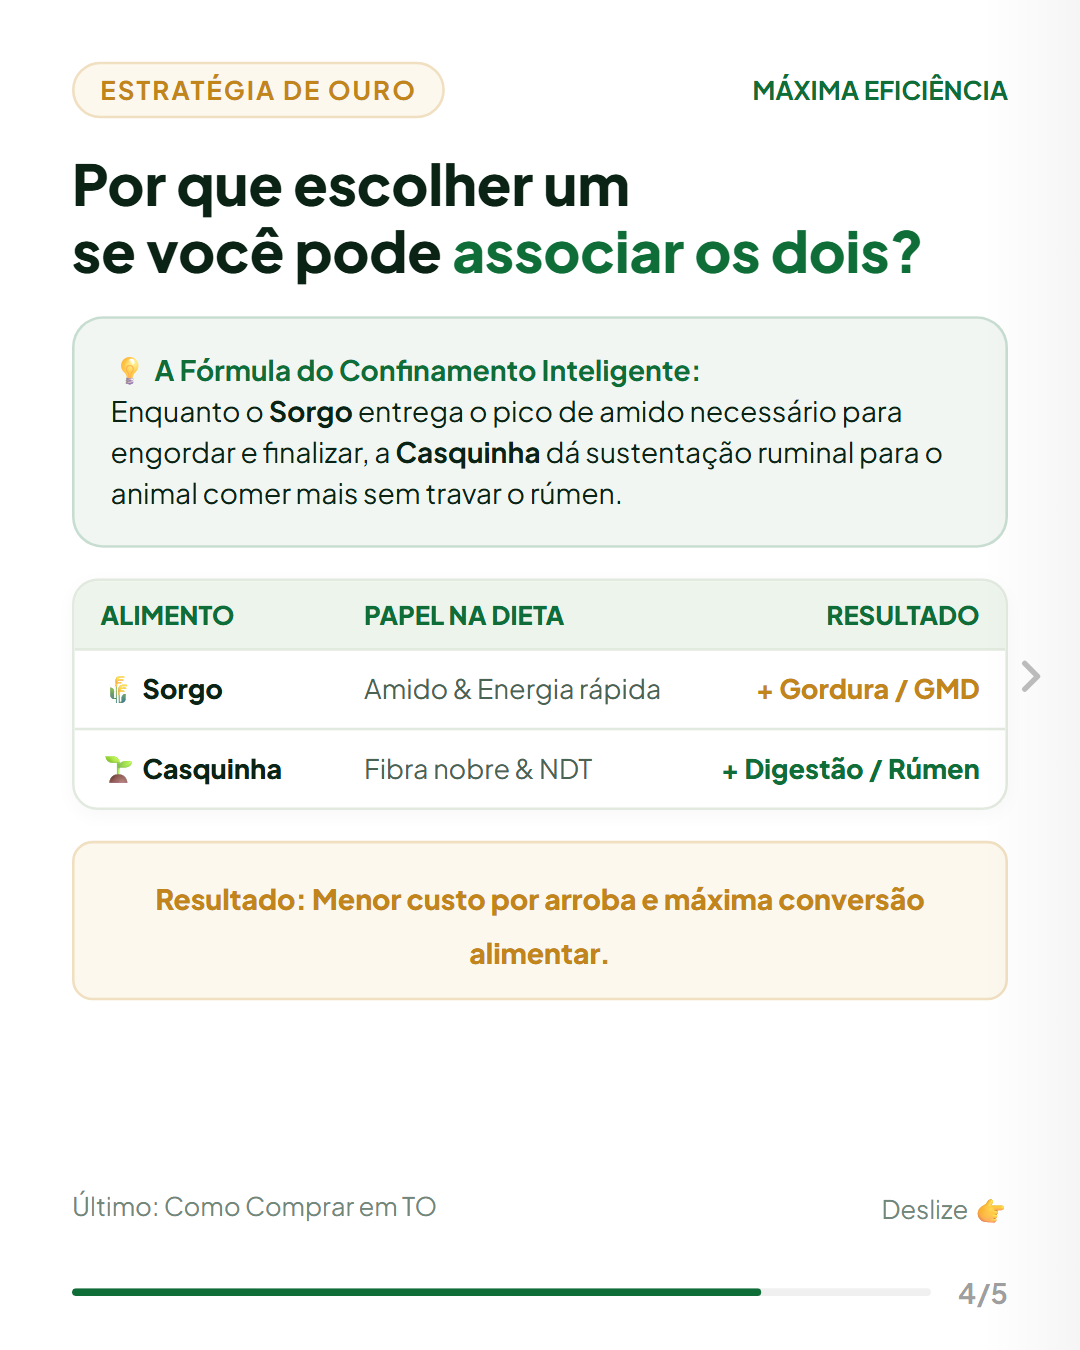 ESTRATÉGIA DE OURO
MÁXIMA EFICIÊNCIA
Por que escolher um
se você pode associar os dois?
💡 A Fórmula do Confinamento Inteligente:
Enquanto o Sorgo entrega o pico de amido necessário para
engordar e finalizar, a Casquinha dá sustentação ruminal para o
animal comer mais sem travar o rúmen.
ALIMENTO PAPEL NA DIETA RESULTADO
🌾 Sorgo Amido & Energia rápida + Gordura / GMD
🌱 Casquinha Fibra nobre & NDT + Digestão / Rúmen
Resultado: Menor custo por arroba e máxima conversão
alimentar.
Último: Como Comprar em TO
Deslize 👉
4/5